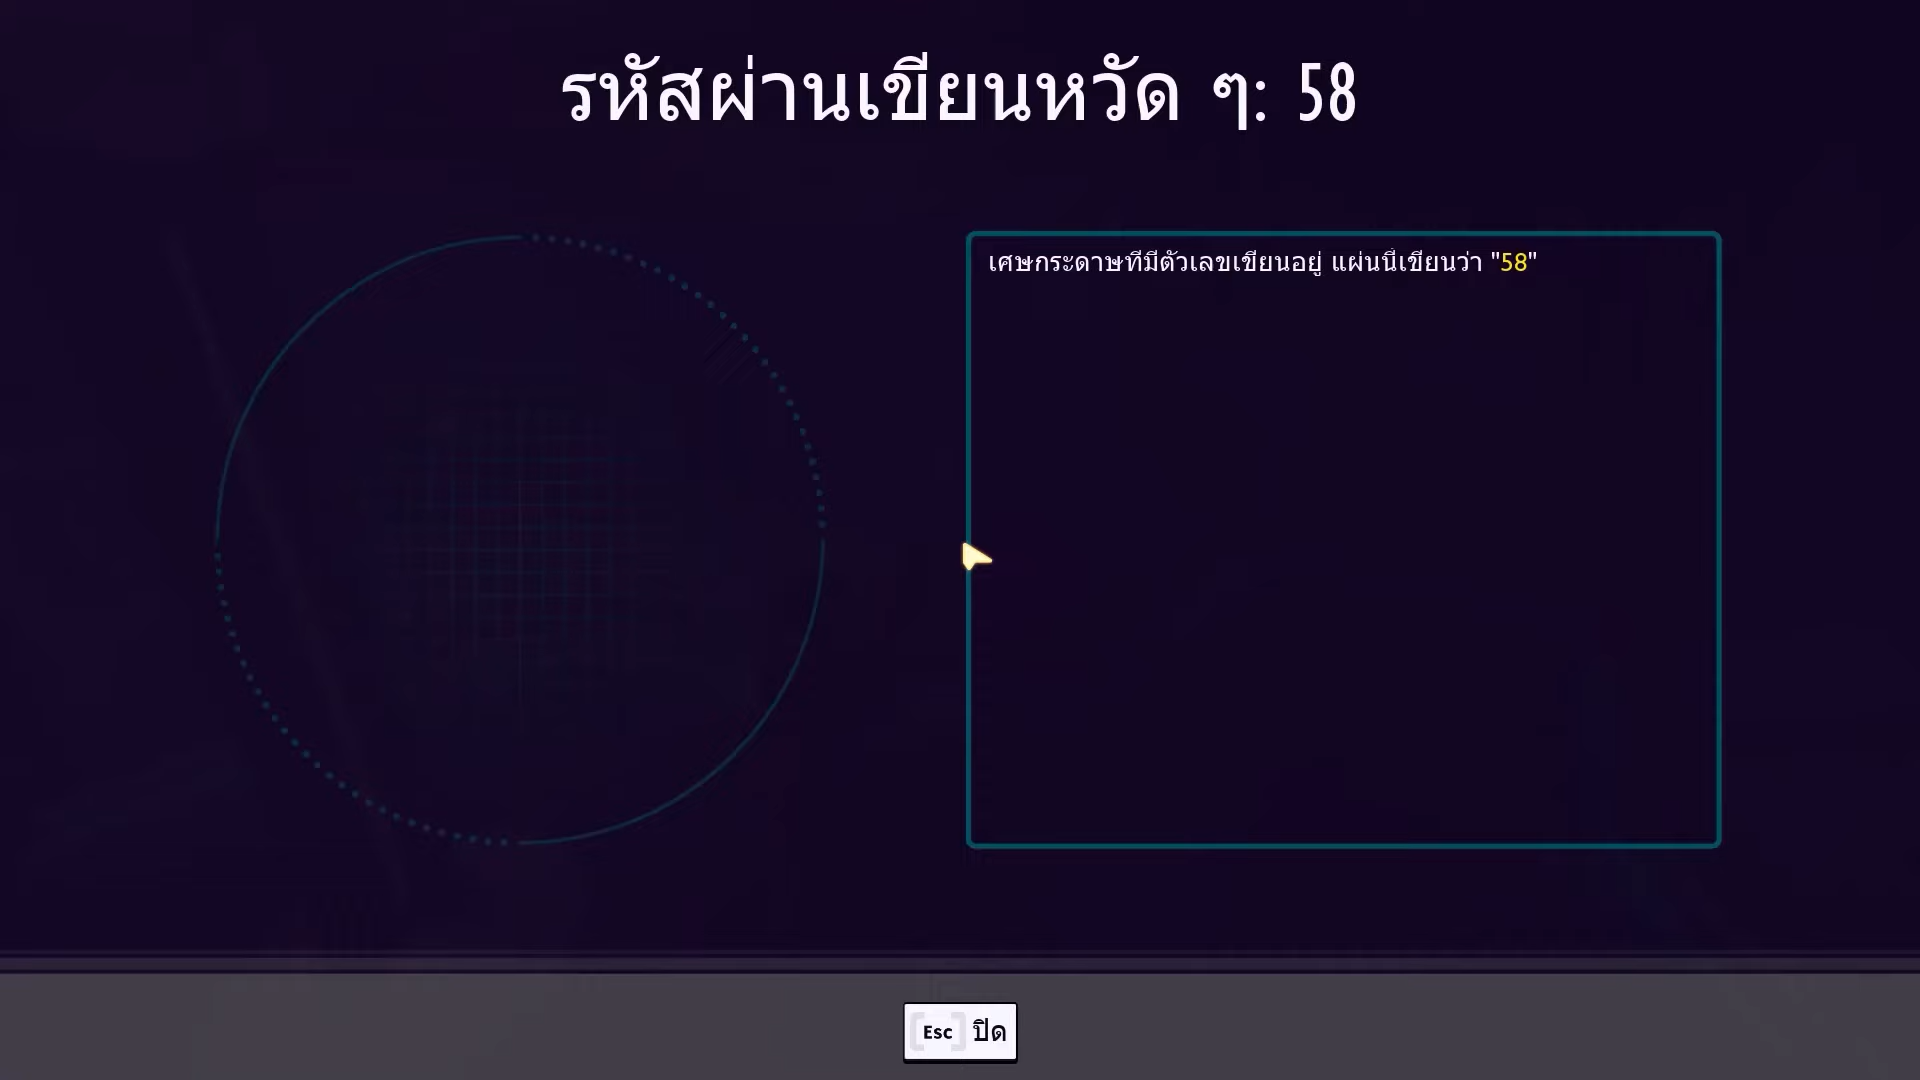 รหัสผ่านเขียนหวัด ๆ: 58
เศษกระดาษที่มีตัวเลขเขียนอยู่ แผ่นนี้เขียนว่า "58"
Esc ปิด